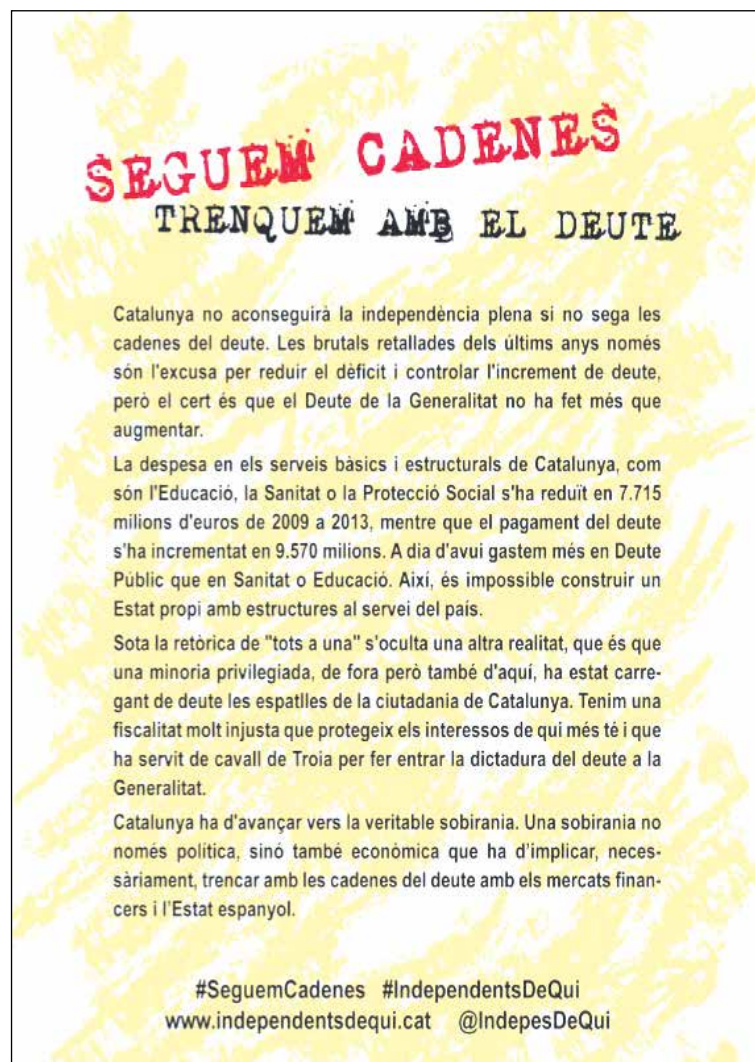 SEGUEM CADENES
TRENQUEM AMB EL DEUTE
Catalunya no aconseguirà la independència plena si no sega les
cadenes del deute. Les brutals retallades dels últims anys només
són l'excusa per reduir el dèficit i controlar l'increment de deute,
però el cert és que el Deute de la Generalitat no ha fet més que
augmentar.
La despesa en els serveis bàsics i estructurals de Catalunya, com
són l'Educació, la Sanitat o la Protecció Social s'ha reduït en 7.715
milions d'euros de 2009 a 2013, mentre que el pagament del deute
s'ha incrementat en 9.570 milions. A dia d'avui gastem més en Deute
Públic que en Sanitat o Educació. Així, és impossible construir un
Estat propi amb estructures al servei del país.
Sota la retòrica de "tots a una" s'oculta una altra realitat, que és que
una minoria privilegiada, de fora però també d'aquí, ha estat carre-
gant de deute les espatlles de la ciutadania de Catalunya. Tenim una
fiscalitat molt injusta que protegeix els interessos de qui més té i que
ha servit de cavall de Troia per fer entrar la dictadura del deute a la
Generalitat.
Catalunya ha d'avançar vers la veritable sobirania. Una sobirania no
només política, sinó també econòmica que ha d'implicar, neces-
sàriament, trencar amb les cadenes del deute amb els mercats finan-
cers i l'Estat espanyol.
#SeguemCadenes #IndependentsDeQui
www.independentsdequi.cat @IndepesDeQui